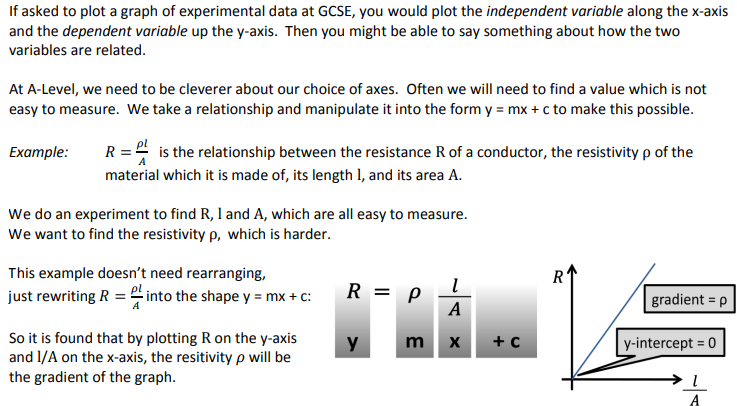 If asked to plot a graph of experimental data at GCSE, you would plot the independent variable along the x-axis
and the dependent variable up the y-axis. Then you might be able to say something about how the two
variables are related.
At A-Level, we need to be cleverer about our choice of axes. Often we will need to find a value which is not
easy to measure. We take a relationship and manipulate it into the form y = mx + c to make this possible.
Example: R = ρl/A is the relationship between the resistance R of a conductor, the resistivity ρ of the
material which it is made of, its length l, and its area A.
We do an experiment to find R, l and A, which are all easy to measure.
We want to find the resistivity ρ, which is harder.
This example doesn't need rearranging,
just rewriting R = ρl/A into the shape y = mx + c:
So it is found that by plotting R on the y-axis
and l/A on the x-axis, the resitivity ρ will be
the gradient of the graph.
R = ρ l/A
y m x + c
R
gradient = ρ
y-intercept = 0
l/A